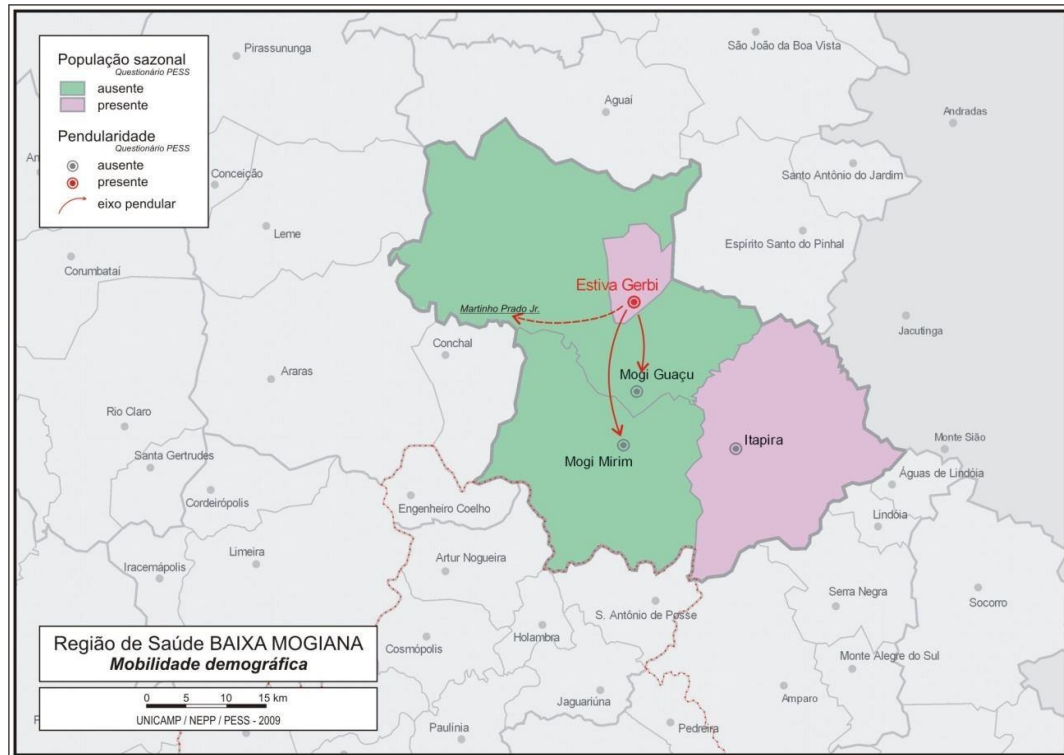 População sazonal
Questionário PESS
ausente
presente
Pendularidade
Questionário PESS
ausente
presente
eixo pendular
Pirassununga
São João da Boa Vista
Aguaí
Andradas
Conceição
Santo Antônio do Jardim
Leme
Espírito Santo do Pinhal
Corumbataí
Estiva Gerbi
Martinho Prado Jr.
Jacutinga
Conchal
Araras
Mogi Guaçu
Rio Claro
Mogi Mirim
Itapira
Monte Sião
Santa Gertrudes
Águas de Lindóia
Cordeirópolis
Engenheiro Coelho
Lindóia
Limeira
Artur Nogueira
Iracemápolis
Serra Negra
Socorro
S. Antônio de Posse
Holambra
Cosmópolis
Monte Alegre do Sul
Jaguariúna
Amparo
Paulínia
Pedreira
Região de Saúde BAIXA MOGIANA
Mobilidade demográfica
0 5 10 15 km
UNICAMP / NEPP / PESS - 2009